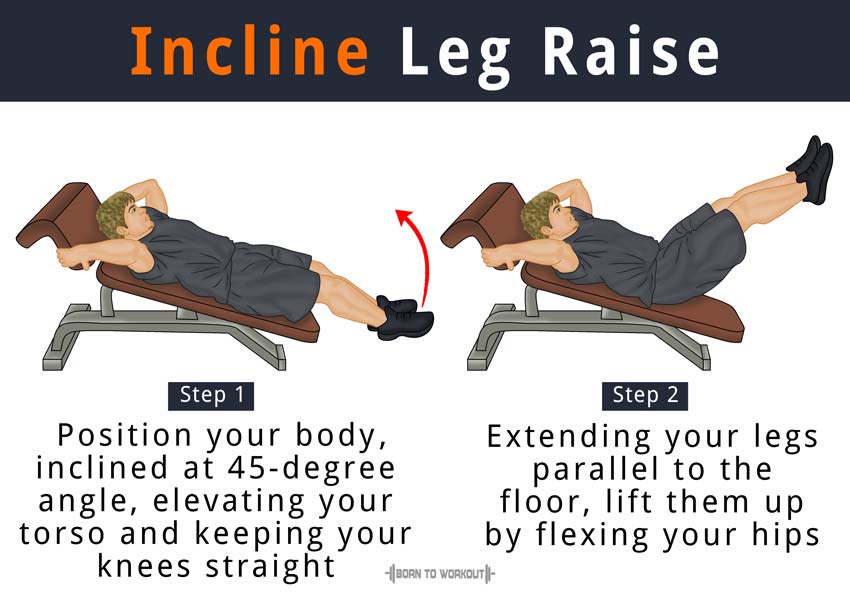 Incline Leg Raise
Step 1
Position your body,
inclined at 45-degree
angle, elevating your
torso and keeping your
knees straight
Step 2
Extending your legs
parallel to the
floor, lift them up
by flexing your hips
BORN TO WORKOUT